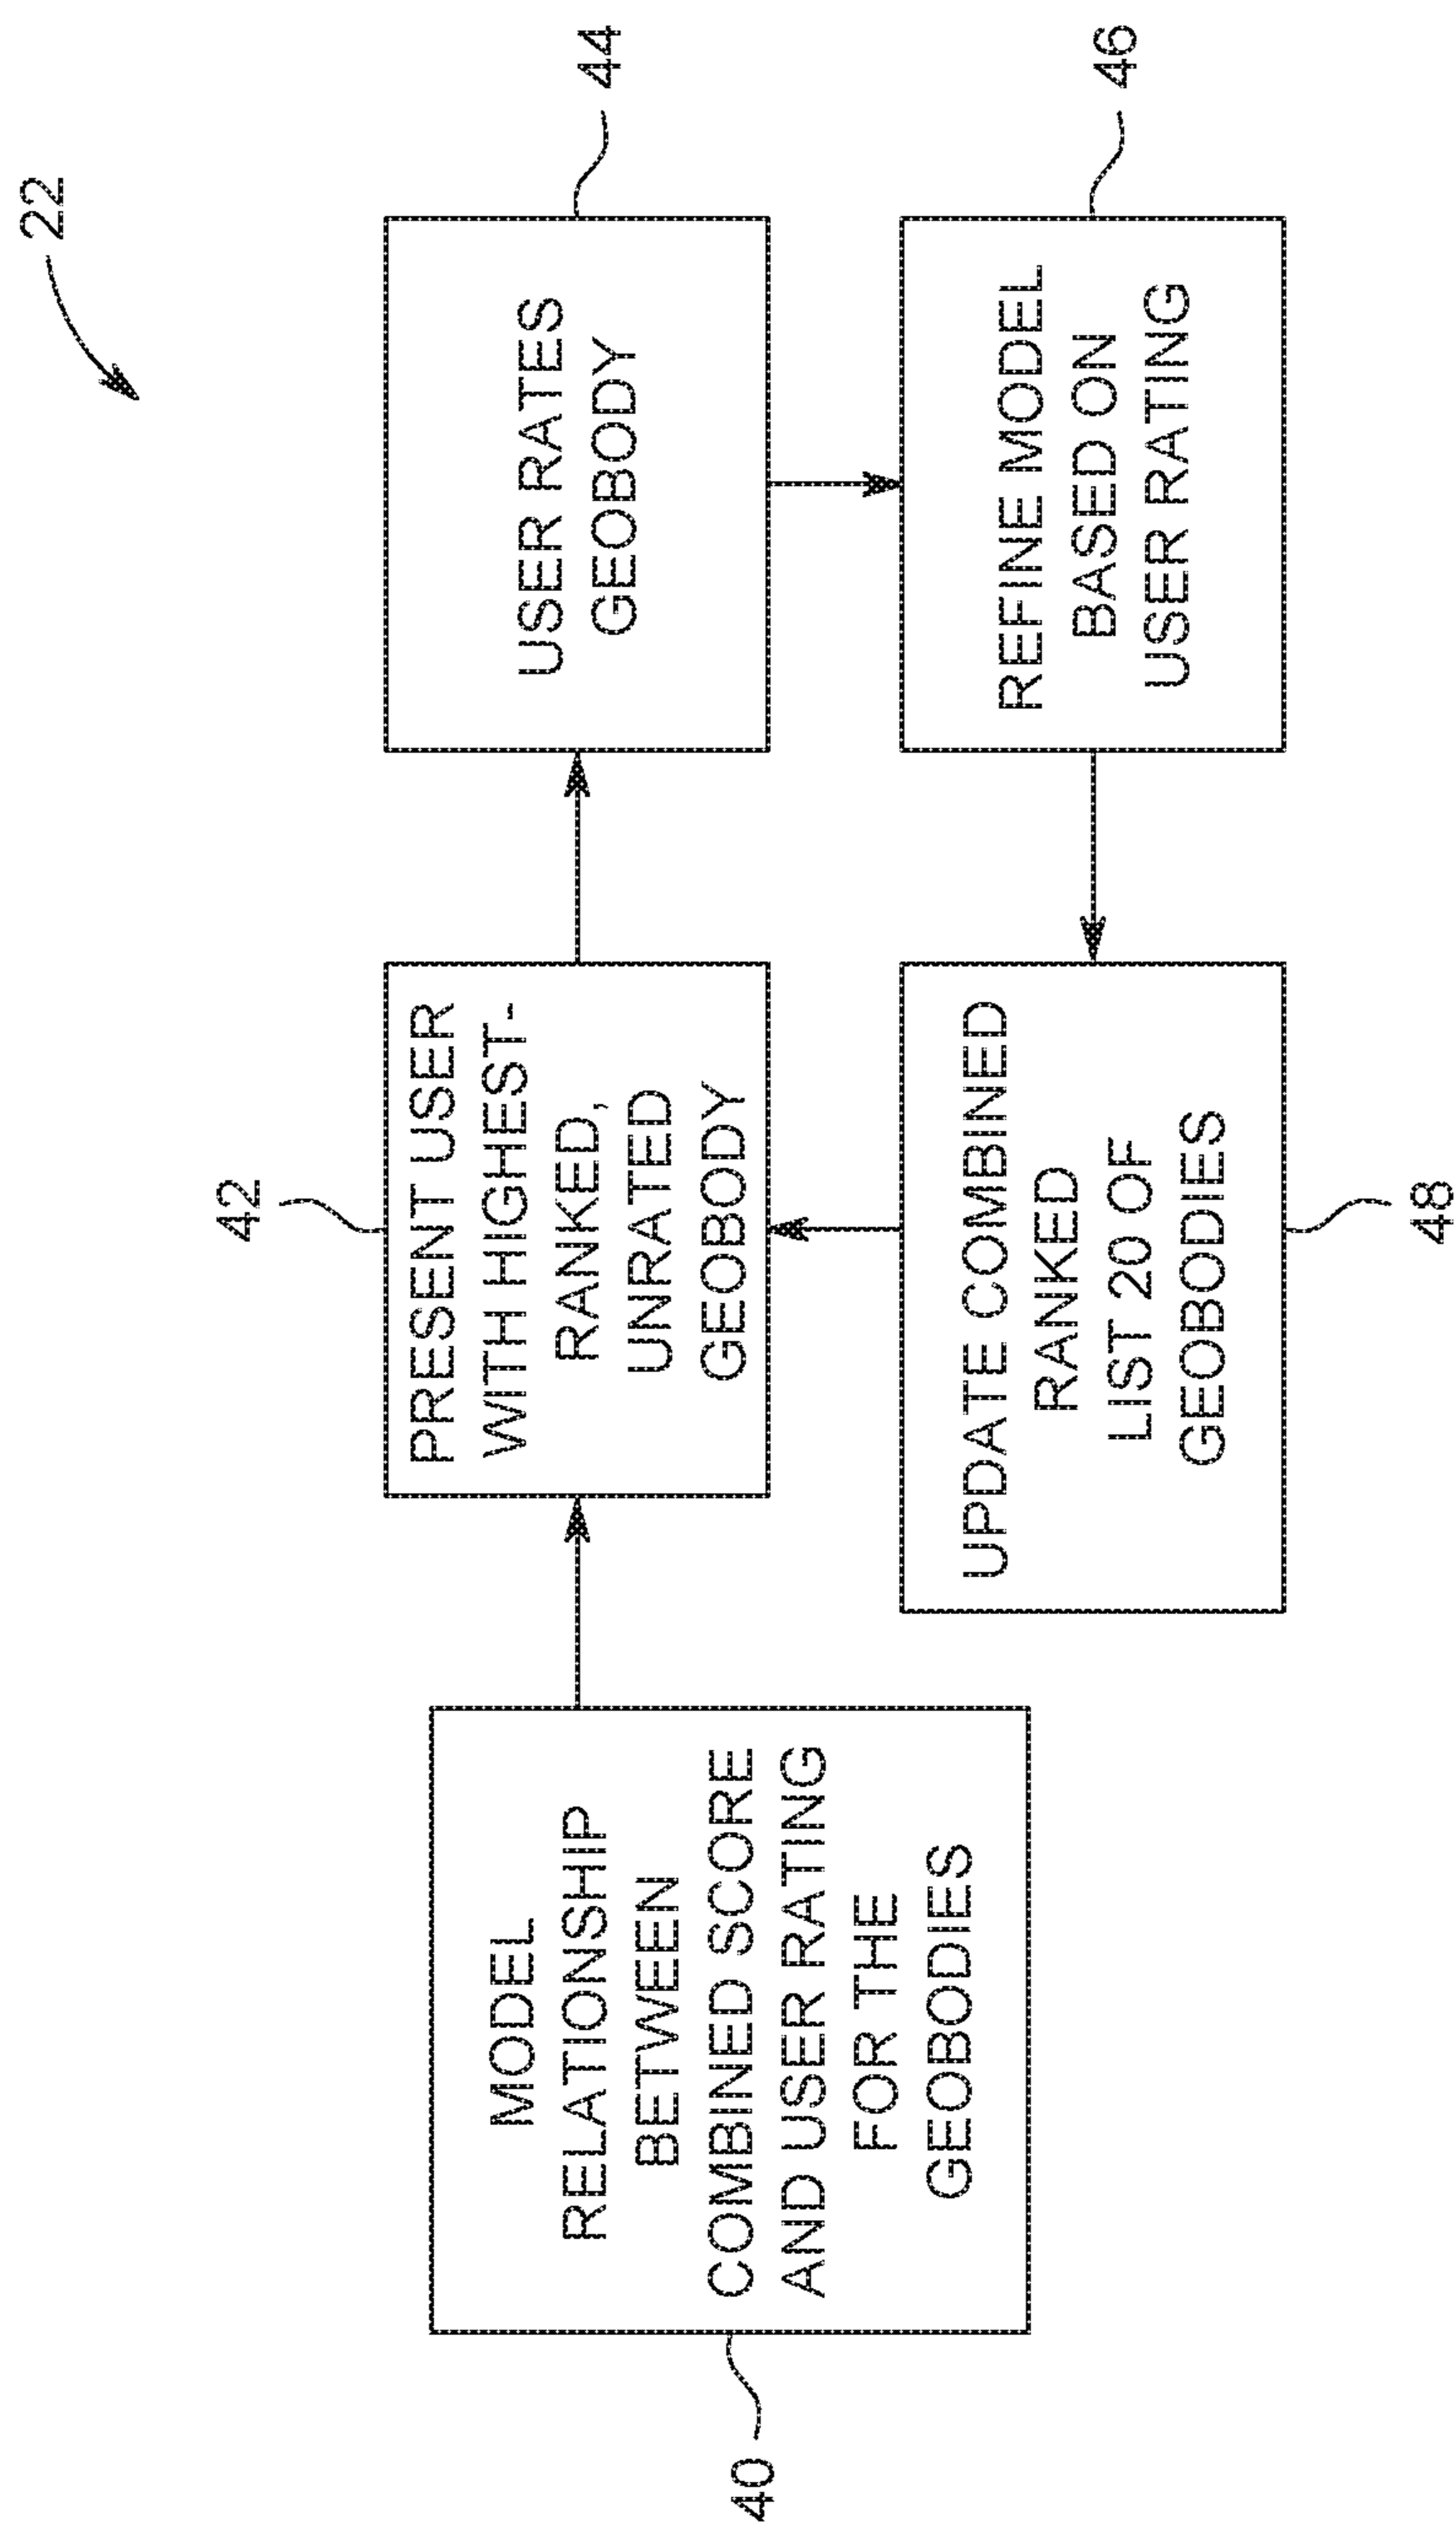 22
40
MODEL
RELATIONSHIP
BETWEEN
COMBINED SCORE
AND USER RATING
FOR THE
GEOBODIES
42
PRESENT USER
WITH HIGHEST-
RANKED,
UNRATED
GEOBODY
44
USER RATES
GEOBODY
46
REFINE MODEL
BASED ON
USER RATING
48
UPDATE COMBINED
RANKED
LIST 20 OF
GEOBODIES